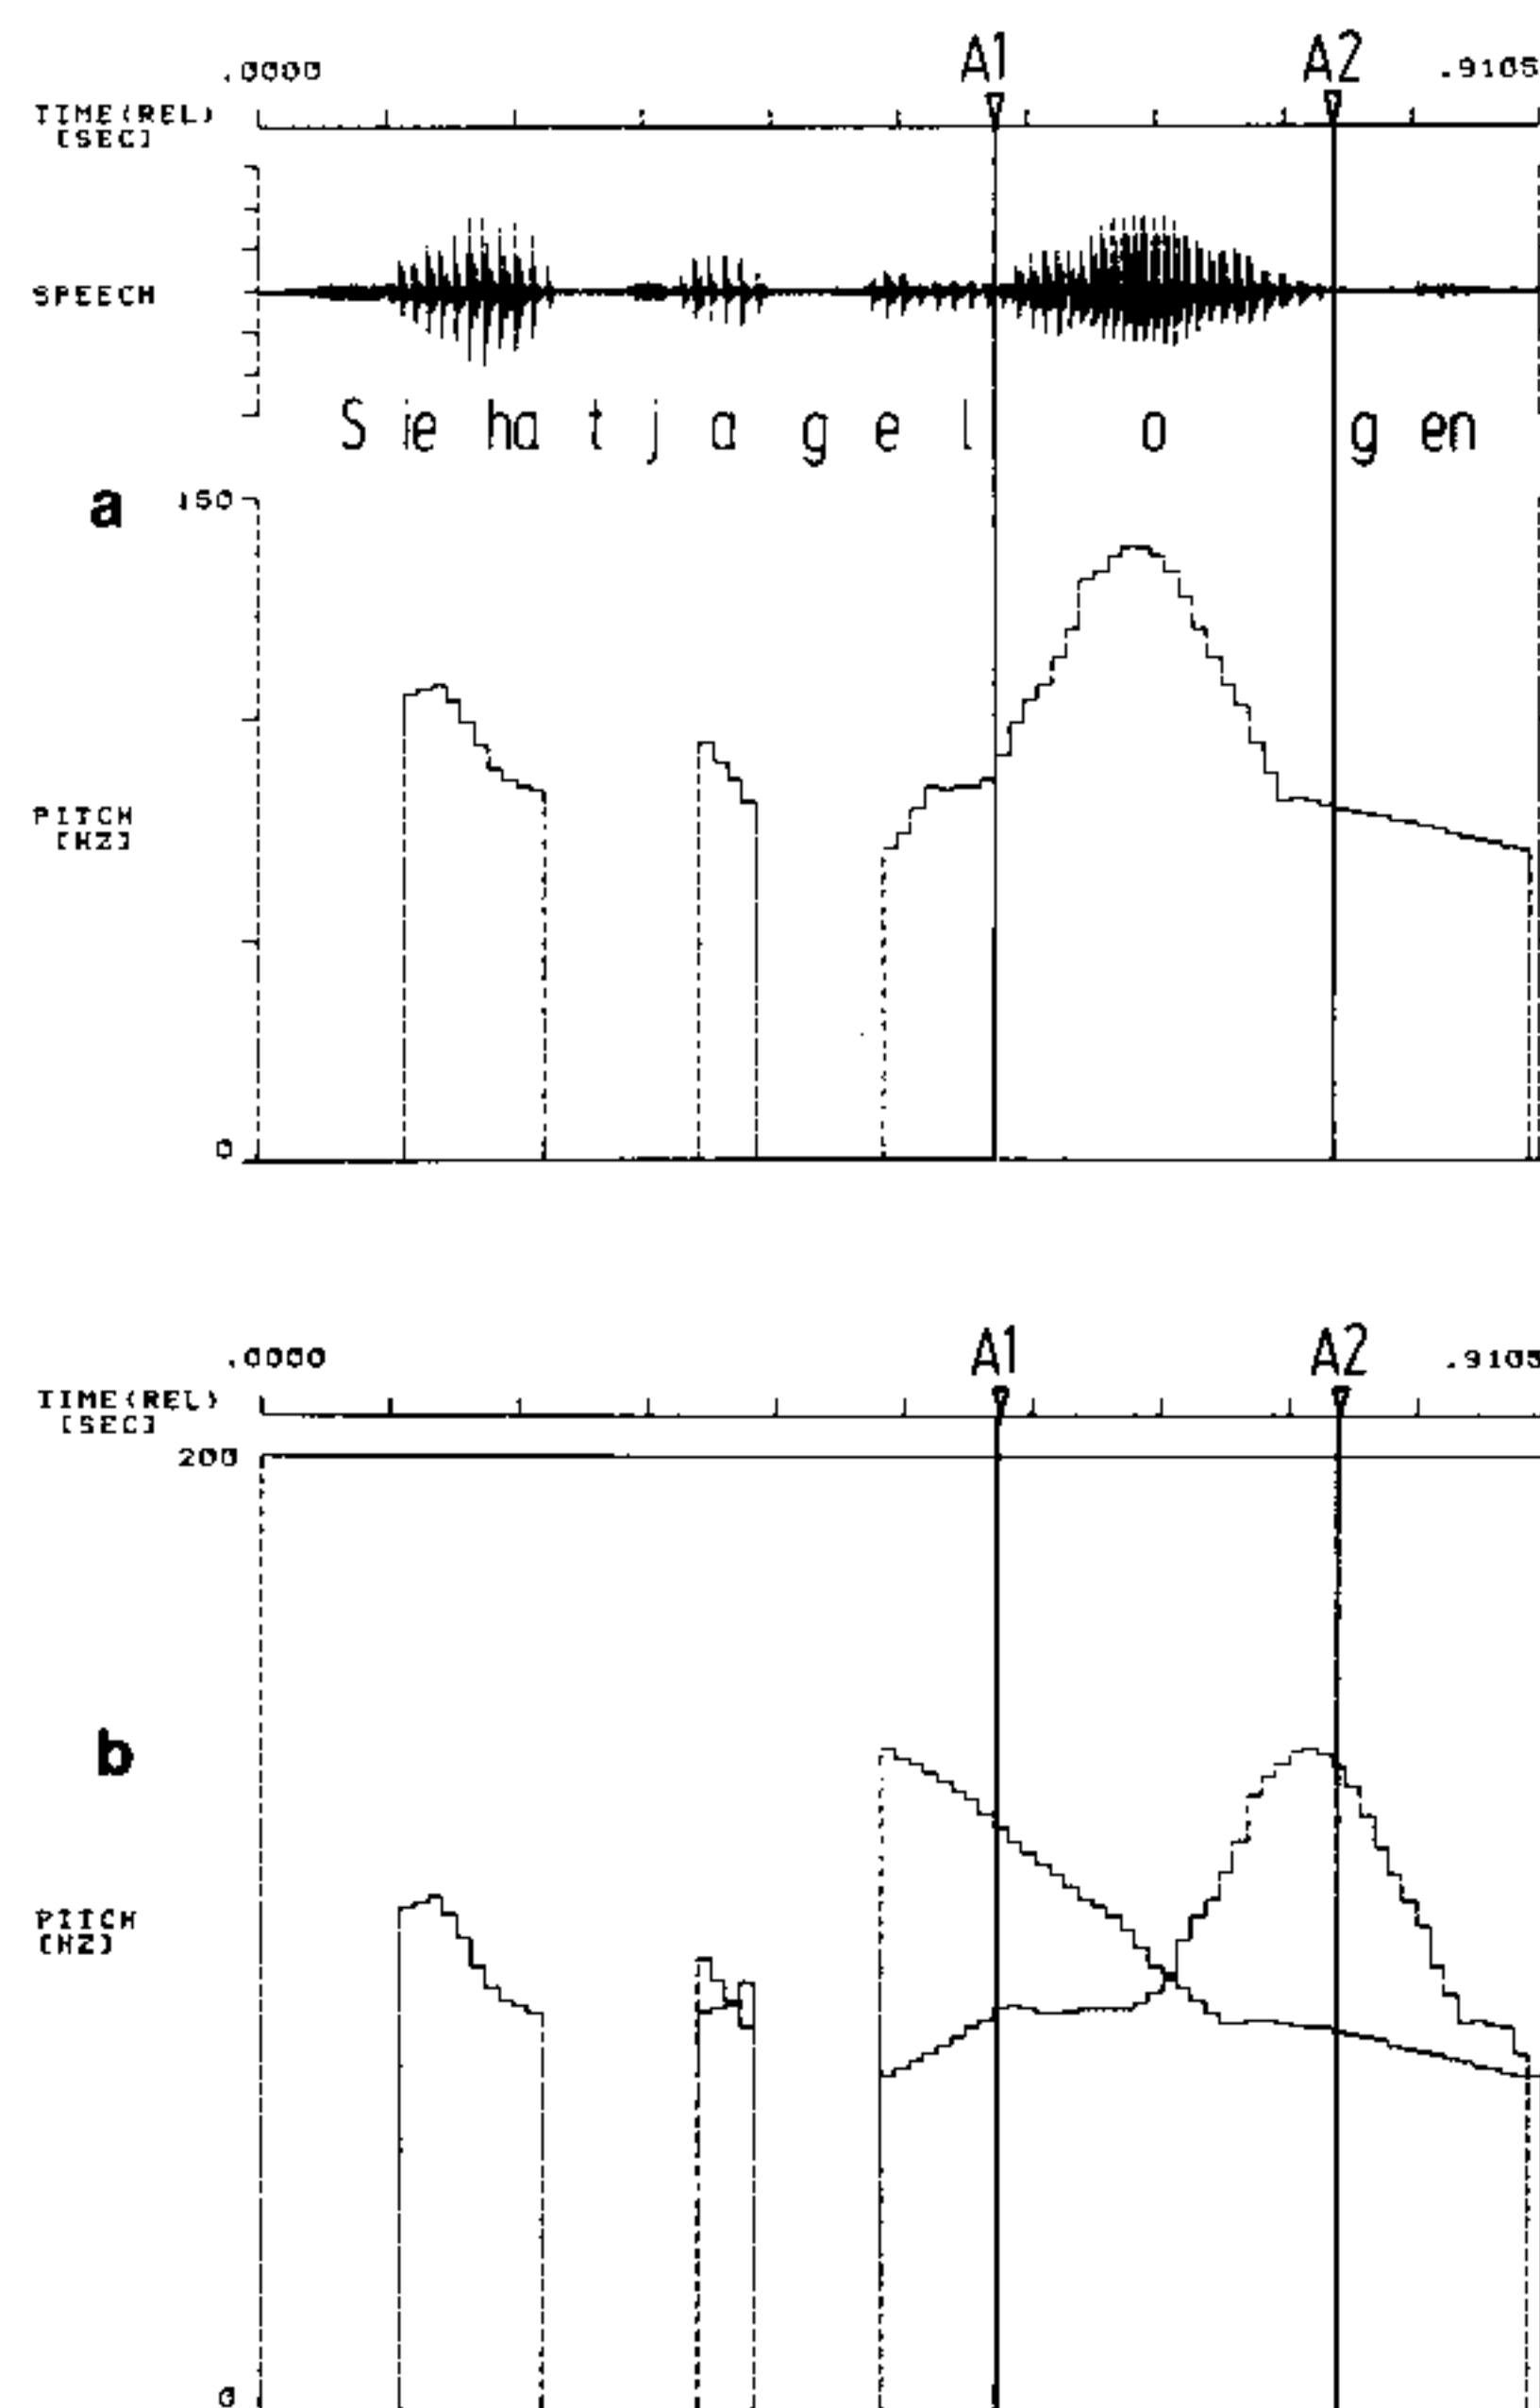 A1 A2
.0000 .9105
TIME(REL)
[SEC]
SPEECH
S ie ha t j a g e l o g en
a 150
PITCH
[HZ]
0
A1 A2
.0000 .9105
TIME(REL)
[SEC]
200
b
PITCH
[HZ]
0